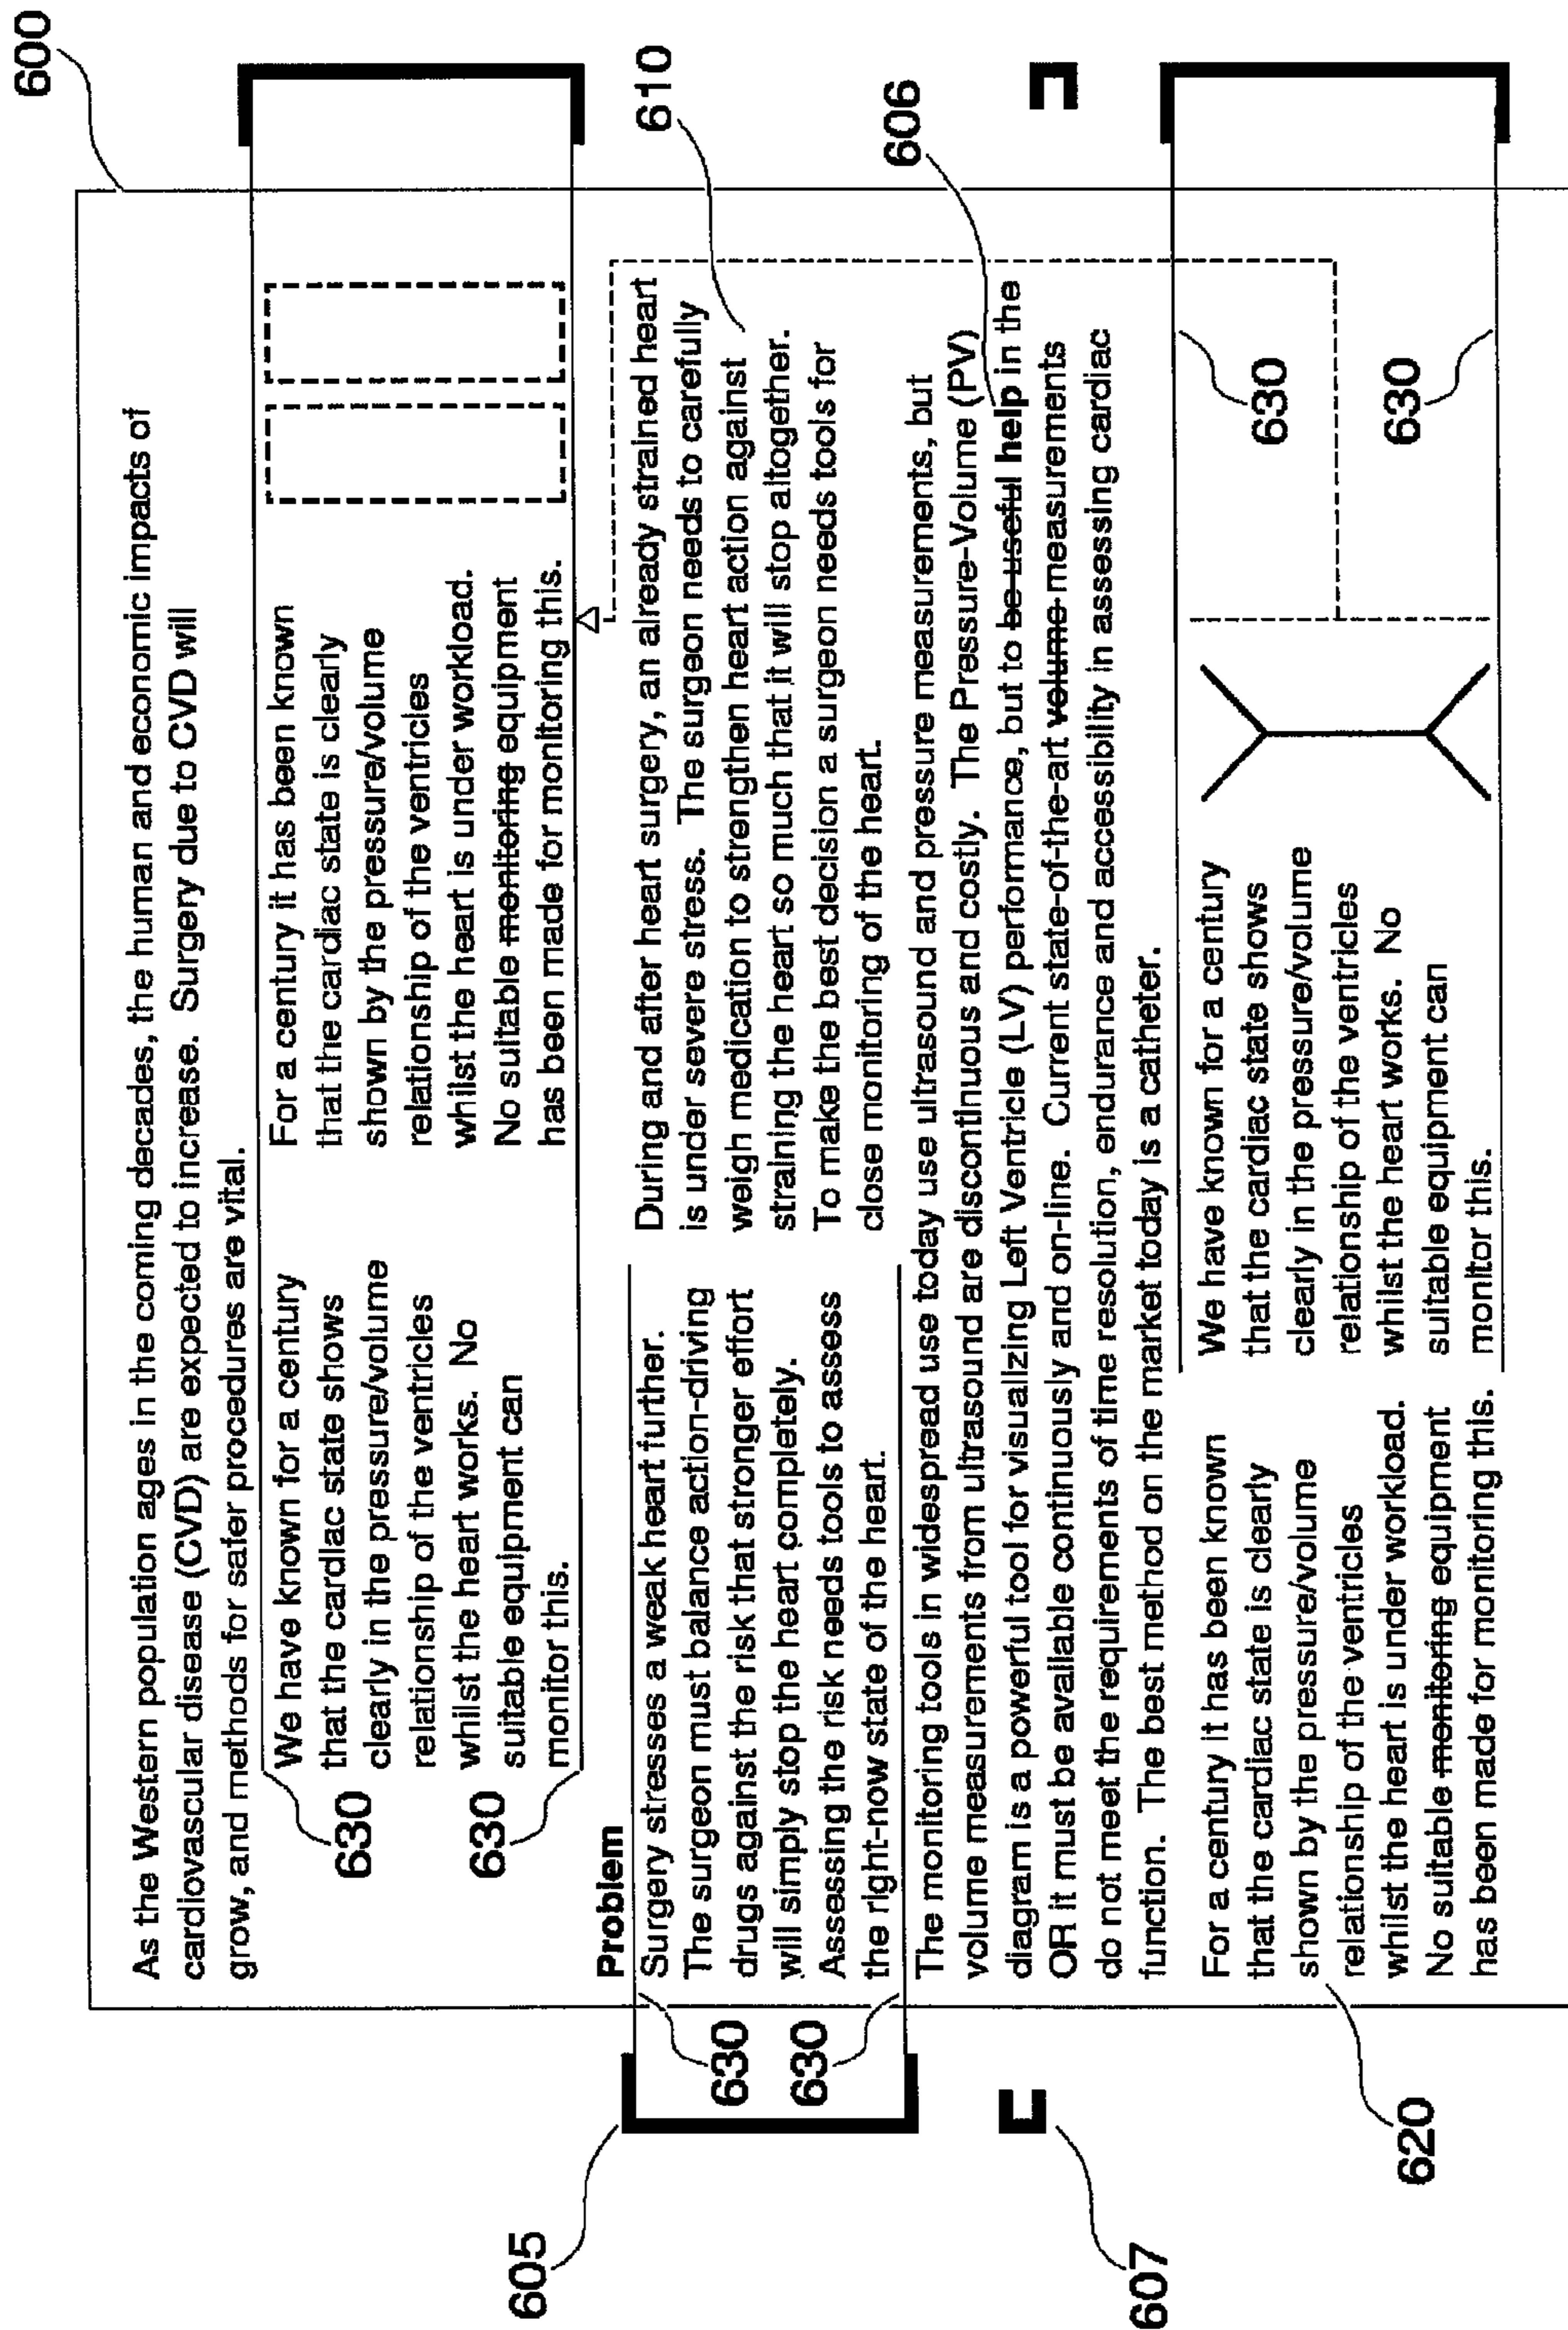 600
As the Western population ages in the coming decades, the human and economic impacts of
cardiovascular disease (CVD) are expected to increase. Surgery due to CVD will
grow, and methods for safer procedures are vital.
630
630
We have known for a century
that the cardiac state shows
clearly in the pressure/volume
relationship of the ventricles
whilst the heart works. No
suitable equipment can
monitor this.
For a century it has been known
that the cardiac state is clearly
shown by the pressure/volume
relationship of the ventricles
whilst the heart is under workload.
No suitable monitoring equipment
has been made for monitoring this.
Problem
605
630
630
Surgery stresses a weak heart further.
The surgeon must balance action-driving
drugs against the risk that stronger effort
will simply stop the heart completely.
Assessing the risk needs tools to assess
the right-now state of the heart.
During and after heart surgery, an already strained heart
is under severe stress. The surgeon needs to carefully
weigh medication to strengthen heart action against
straining the heart so much that it will stop altogether.
To make the best decision a surgeon needs tools for
close monitoring of the heart.
610
606
607
The monitoring tools in widespread use today use ultrasound and pressure measurements, but
volume measurements from ultrasound are discontinuous and costly. The Pressure-Volume (PV)
diagram is a powerful tool for visualizing Left Ventricle (LV) performance, but to be useful help in the
OR it must be available continuously and on-line. Current state-of-the-art volume measurements
do not meet the requirements of time resolution, endurance and accessibility in assessing cardiac
function. The best method on the market today is a catheter.
620
For a century it has been known
that the cardiac state is clearly
shown by the pressure/volume
relationship of the ventricles
whilst the heart is under workload.
No suitable monitoring equipment
has been made for monitoring this.
We have known for a century
that the cardiac state shows
clearly in the pressure/volume
relationship of the ventricles
whilst the heart works. No
suitable equipment can
monitor this.
630
630